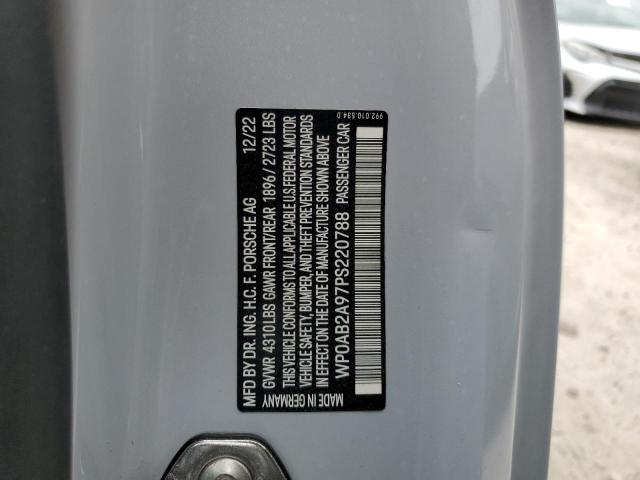 MFD BY DR. ING. H.C. F. PORSCHE AG 12/22
GVWR 4310 LBS GAWR FRONT/REAR 1896/2723 LBS
THIS VEHICLE CONFORMS TO ALL APPLICABLE U.S. FEDERAL MOTOR
VEHICLE SAFETY, BUMPER, AND THEFT PREVENTION STANDARDS
IN EFFECT ON THE DATE OF MANUFACTURE SHOWN ABOVE
WP0AB2A97PS220788 PASSENGER CAR
MADE IN GERMANY 992.010.534.0